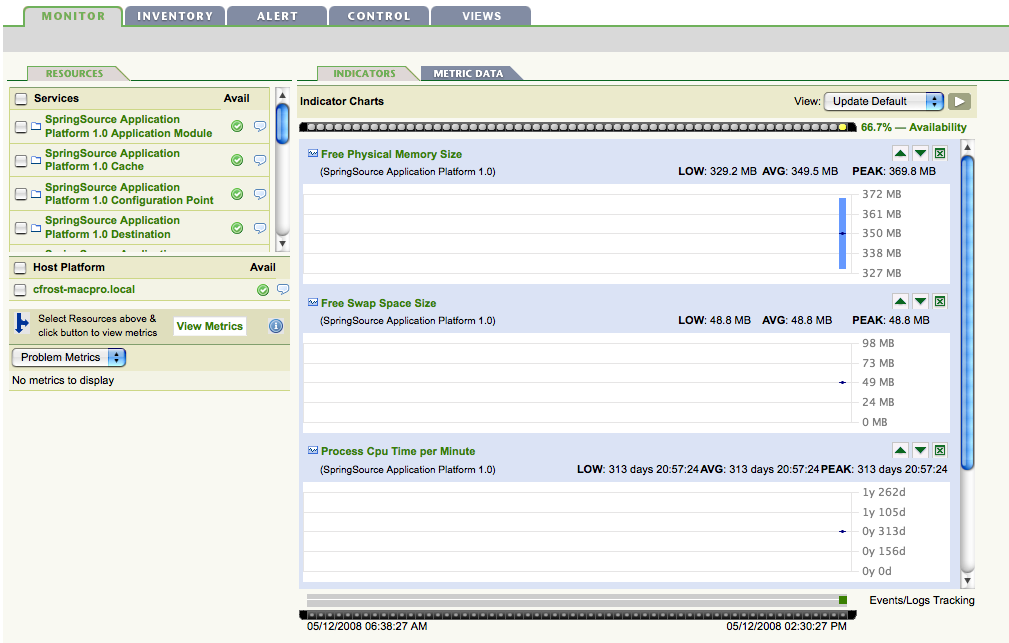 MONITOR INVENTORY ALERT CONTROL VIEWS
RESOURCES
Services Avail
SpringSource Application
Platform 1.0 Application Module
SpringSource Application
Platform 1.0 Cache
SpringSource Application
Platform 1.0 Configuration Point
SpringSource Application
Platform 1.0 Destination
Host Platform Avail
cfrost-macpro.local
Select Resources above &
click button to view metrics
View Metrics
Problem Metrics
No metrics to display
INDICATORS METRIC DATA
Indicator Charts View: Update Default
66.7% — Availability
Free Physical Memory Size
(SpringSource Application Platform 1.0) LOW: 329.2 MB AVG: 349.5 MB PEAK: 369.8 MB
372 MB
361 MB
350 MB
338 MB
327 MB
Free Swap Space Size
(SpringSource Application Platform 1.0) LOW: 48.8 MB AVG: 48.8 MB PEAK: 48.8 MB
98 MB
73 MB
49 MB
24 MB
0 MB
Process Cpu Time per Minute
(SpringSource Application Platform 1.0) LOW: 313 days 20:57:24 AVG: 313 days 20:57:24 PEAK: 313 days 20:57:24
1y 262d
1y 105d
0y 313d
0y 156d
0y 0d
Events/Logs Tracking
05/12/2008 06:38:27 AM 05/12/2008 02:30:27 PM